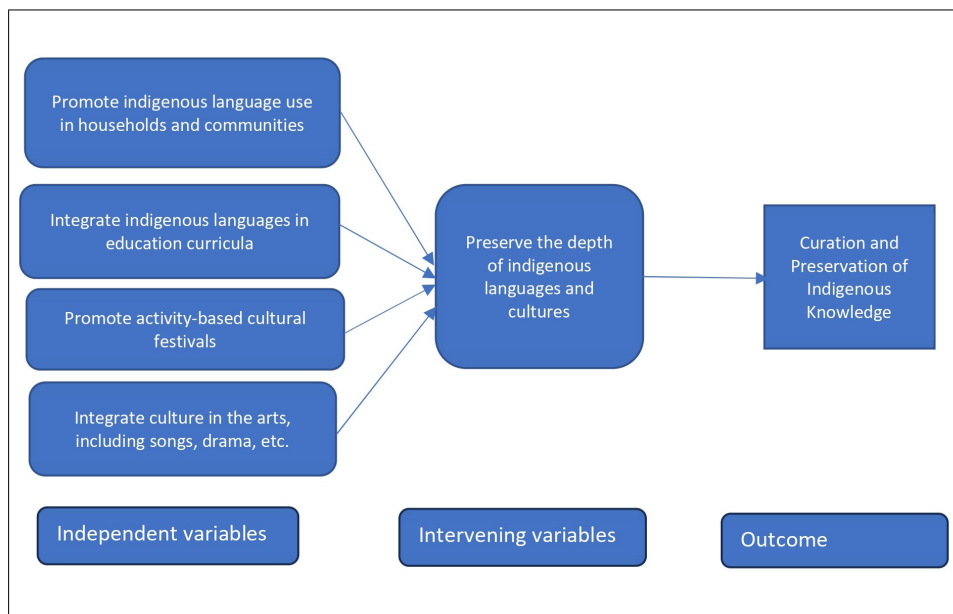 Promote indigenous language use
in households and communities
Integrate indigenous languages in
education curricula
Promote activity-based cultural
festivals
Integrate culture in the arts,
including songs, drama, etc.
Preserve the depth
of indigenous
languages and
cultures
Curation and
Preservation of
Indigenous
Knowledge
Independent variables
Intervening variables
Outcome